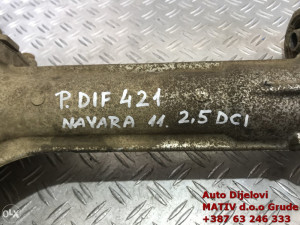 P.DIF 421
NAVARA 11. 2.5 DCI
Auto Dijelovi
MATIV d.o.o Grude
+387 63 246 333